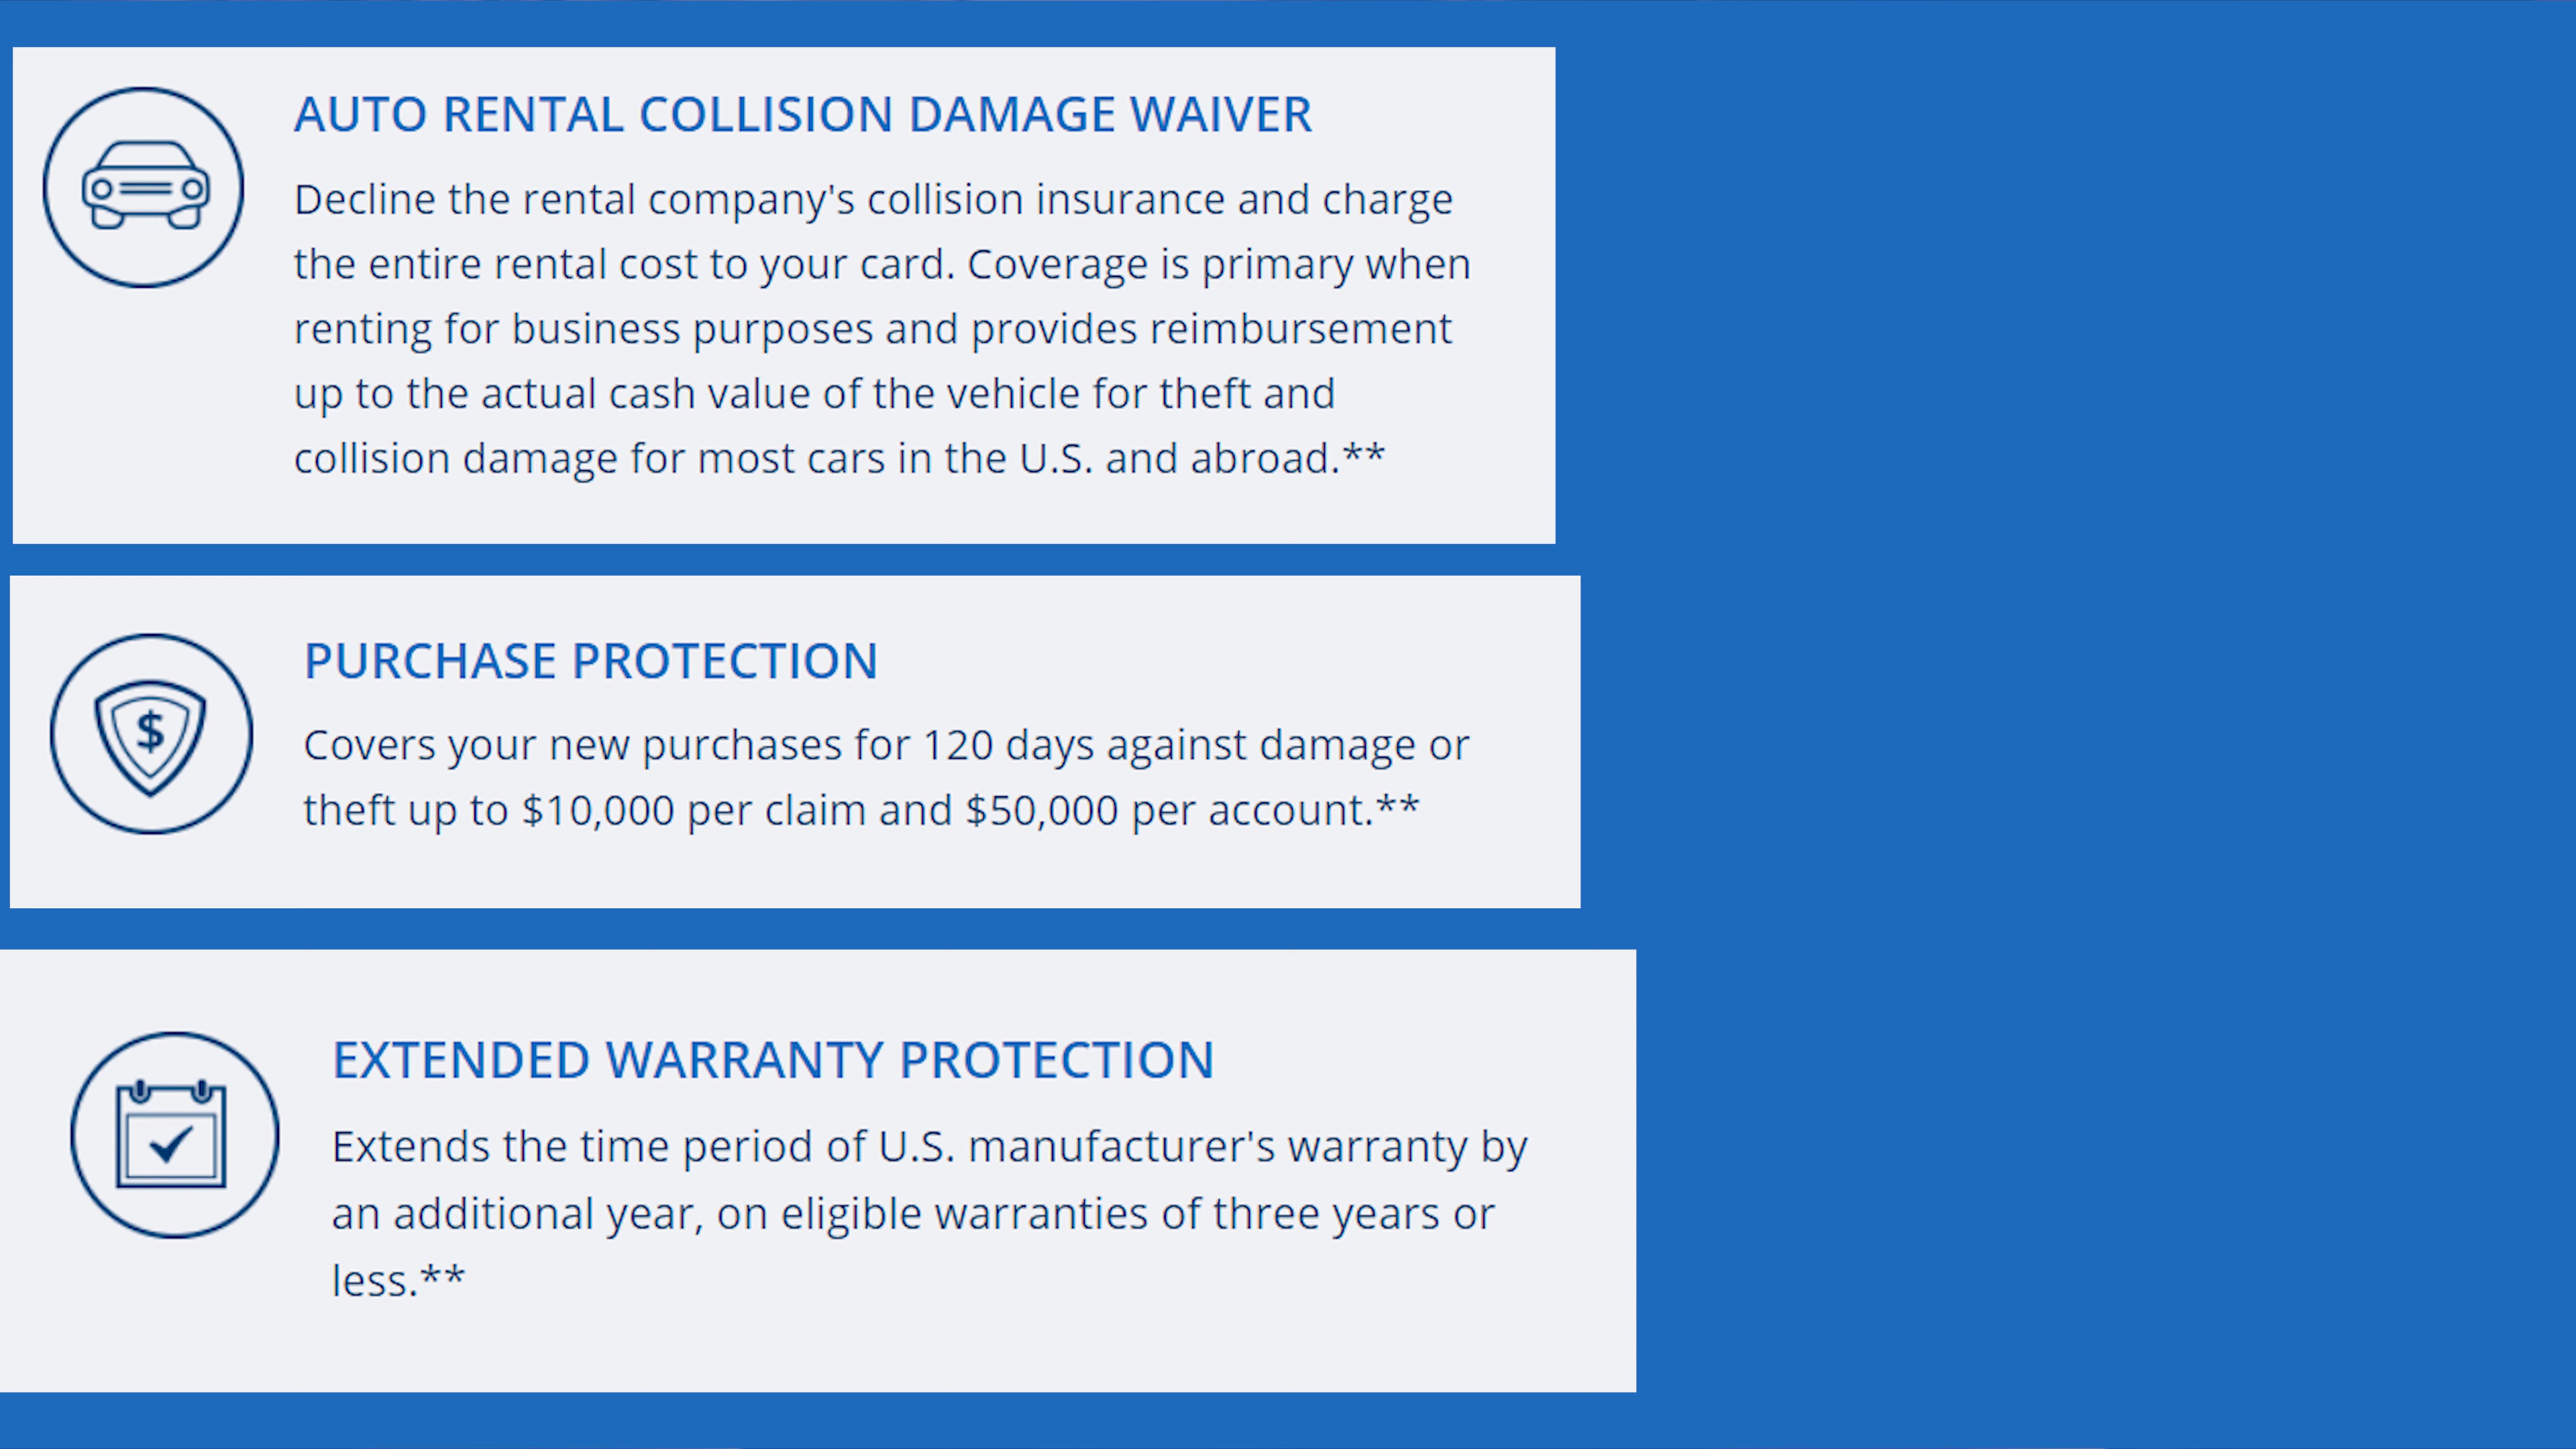 AUTO RENTAL COLLISION DAMAGE WAIVER
Decline the rental company's collision insurance and charge
the entire rental cost to your card. Coverage is primary when
renting for business purposes and provides reimbursement
up to the actual cash value of the vehicle for theft and
collision damage for most cars in the U.S. and abroad.**
$
PURCHASE PROTECTION
Covers your new purchases for 120 days against damage or
theft up to $10,000 per claim and $50,000 per account.**
EXTENDED WARRANTY PROTECTION
Extends the time period of U.S. manufacturer's warranty by
an additional year, on eligible warranties of three years or
less.**